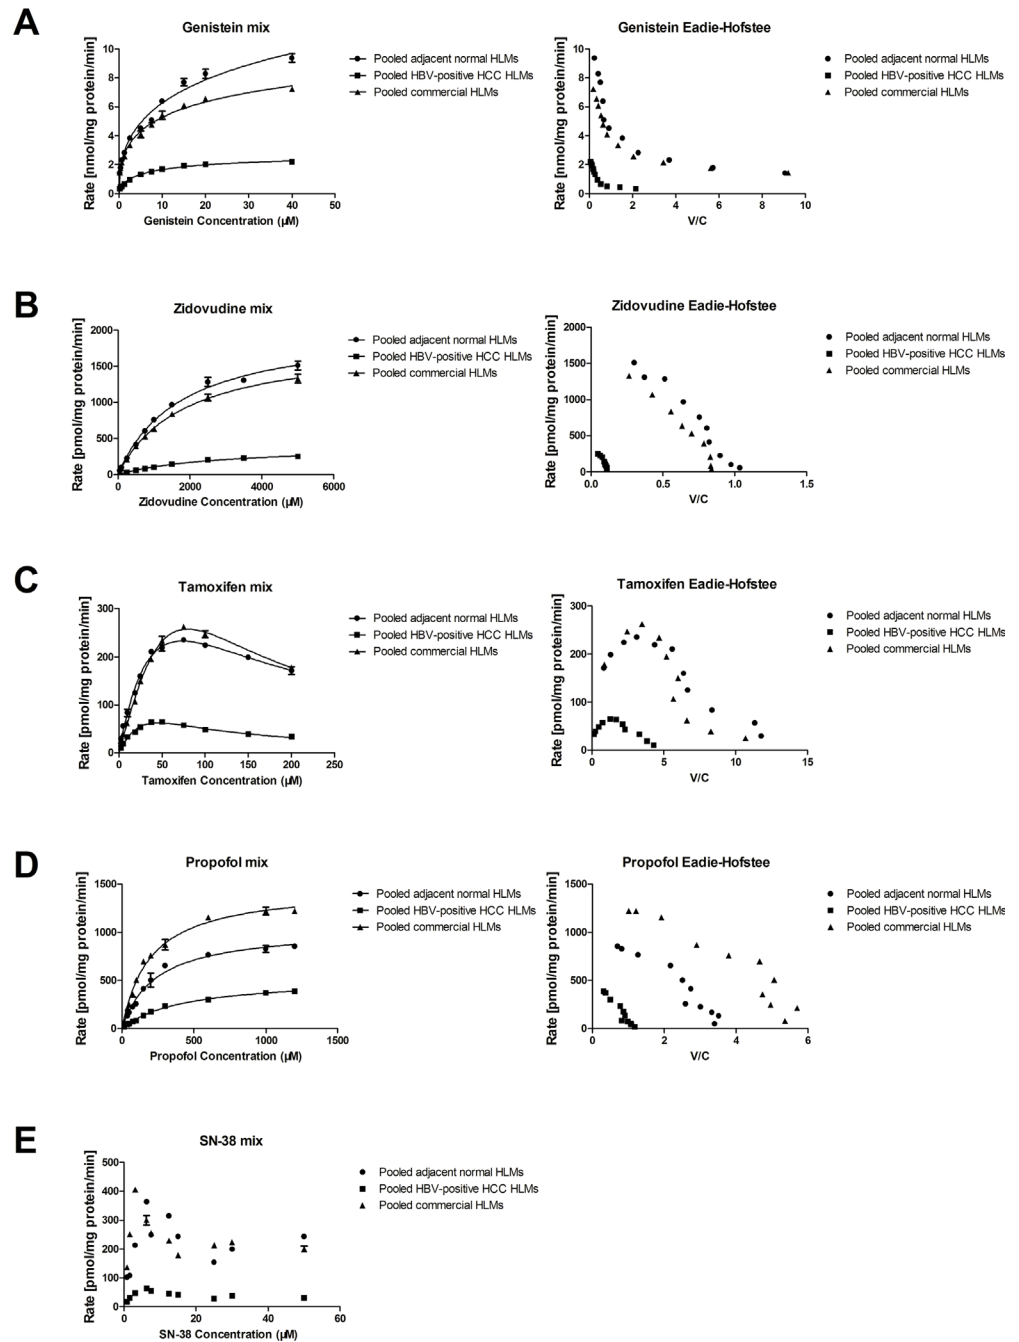 A
Genistein mix
Rate [nmol/mg protein/min]
10
8
6
4
2
0
0 10 20 30 40 50
Genistein Concentration (µM)
Pooled adjacent normal HLMs
Pooled HBV-positive HCC HLMs
Pooled commercial HLMs
Genistein Eadie-Hofstee
Rate [nmol/mg protein/min]
10
8
6
4
2
0
0 2 4 6 8 10
V/C
Pooled adjacent normal HLMs
Pooled HBV-positive HCC HLMs
Pooled commercial HLMs
B
Zidovudine mix
Rate [pmol/mg protein/min]
2000
1500
1000
500
0
0 2000 4000 6000
Zidovudine Concentration (µM)
Pooled adjacent normal HLMs
Pooled HBV-positive HCC HLMs
Pooled commercial HLMs
Zidovudine Eadie-Hofstee
Rate [pmol/mg protein/min]
2000
1500
1000
500
0
0.0 0.5 1.0 1.5
V/C
Pooled adjacent normal HLMs
Pooled HBV-positive HCC HLMs
Pooled commercial HLMs
C
Tamoxifen mix
Rate [pmol/mg protein/min]
300
200
100
0
0 50 100 150 200 250
Tamoxifen Concentration (µM)
Pooled adjacent normal HLMs
Pooled HBV-positive HCC HLMs
Pooled commercial HLMs
Tamoxifen Eadie-Hofstee
Rate [pmol/mg protein/min]
300
200
100
0
0 5 10 15
V/C
Pooled adjacent normal HLMs
Pooled HBV-positive HCC HLMs
Pooled commercial HLMs
D
Propofol mix
Rate [pmol/mg protein/min]
1500
1000
500
0
0 500 1000 1500
Propofol Concentration (µM)
Pooled adjacent normal HLMs
Pooled HBV-positive HCC HLMs
Pooled commercial HLMs
Propofol Eadie-Hofstee
Rate [pmol/mg protein/min]
1500
1000
500
0
0 2 4 6
V/C
Pooled adjacent normal HLMs
Pooled HBV-positive HCC HLMs
Pooled commercial HLMs
E
SN-38 mix
Rate [pmol/mg protein/min]
500
400
300
200
100
0
0 20 40 60
SN-38 Concentration (µM)
Pooled adjacent normal HLMs
Pooled HBV-positive HCC HLMs
Pooled commercial HLMs